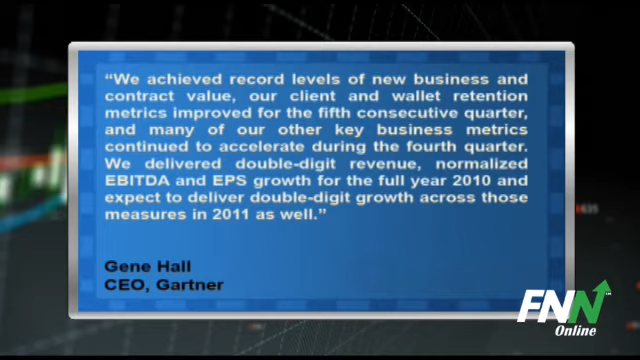 “We achieved record levels of new business and
contract value, our client and wallet retention
metrics improved for the fifth consecutive quarter,
and many of our other key business metrics
continued to accelerate during the fourth quarter.
We delivered double-digit revenue, normalized
EBITDA and EPS growth for the full year 2010 and
expect to deliver double-digit growth across those
measures in 2011 as well.”
Gene Hall
CEO, Gartner
FNN
Online